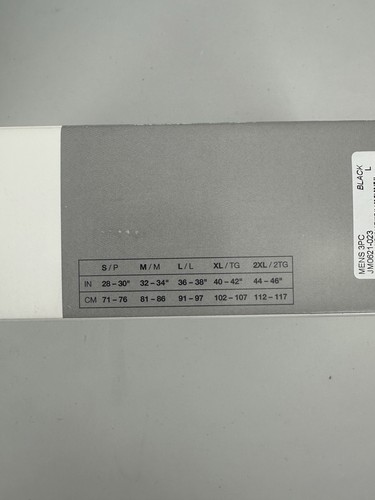 S / P M / M L / L XL / TG 2XL / 2TG
IN 28 – 30" 32 – 34" 36 – 38" 40 – 42" 44 – 46"
CM 71 – 76 81 – 86 91 – 97 102 – 107 112 – 117
MENS 3PC
JM0621-023
BLACK
L